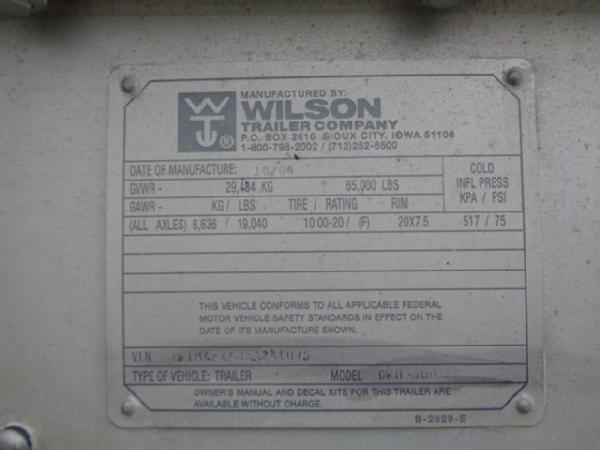 MANUFACTURED BY:
WILSON
TRAILER COMPANY
P.O. BOX 2616 SIOUX CITY, IOWA 51106
1-800-798-2002 / (712)252-6500
DATE OF MANUFACTURE:
GVWR - 29,484 KG 65,000 LBS
COLD
INFL PRESS
KPA / PSI
GAWR - KG / LBS TIRE / RATING RIM
(ALL AXLES) 8,636 / 19,040 10.00-20 / (F) 20X7.5 517 / 75
THIS VEHICLE CONFORMS TO ALL APPLICABLE FEDERAL
MOTOR VEHICLE SAFETY STANDARDS IN EFFECT ON THE
DATE OF ITS MANUFACTURE SHOWN.
V.I.N.
TYPE OF VEHICLE: TRAILER MODEL
OWNER'S MANUAL AND DECAL KITS FOR THIS TRAILER ARE
AVAILABLE WITHOUT CHARGE.
B-2629-E